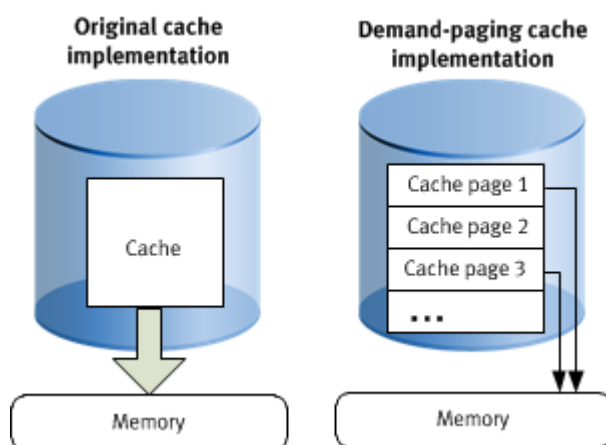 Original cache
implementation
Demand-paging cache
implementation
Cache
Cache page 1
Cache page 2
Cache page 3
...
Memory
Memory